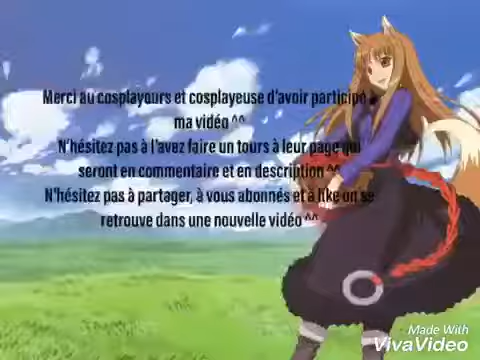 Merci au cosplayours et cosplayeuse d'avoir participé
ma vidéo ^^
N'hésitez pas à l'avez faire un tours à leur page qui
seront en commentaire et en description ^^
N'hésitez pas à partager, à vous abonnés et à like on se
retrouve dans une nouvelle vidéo ^^
Made With
VivaVideo